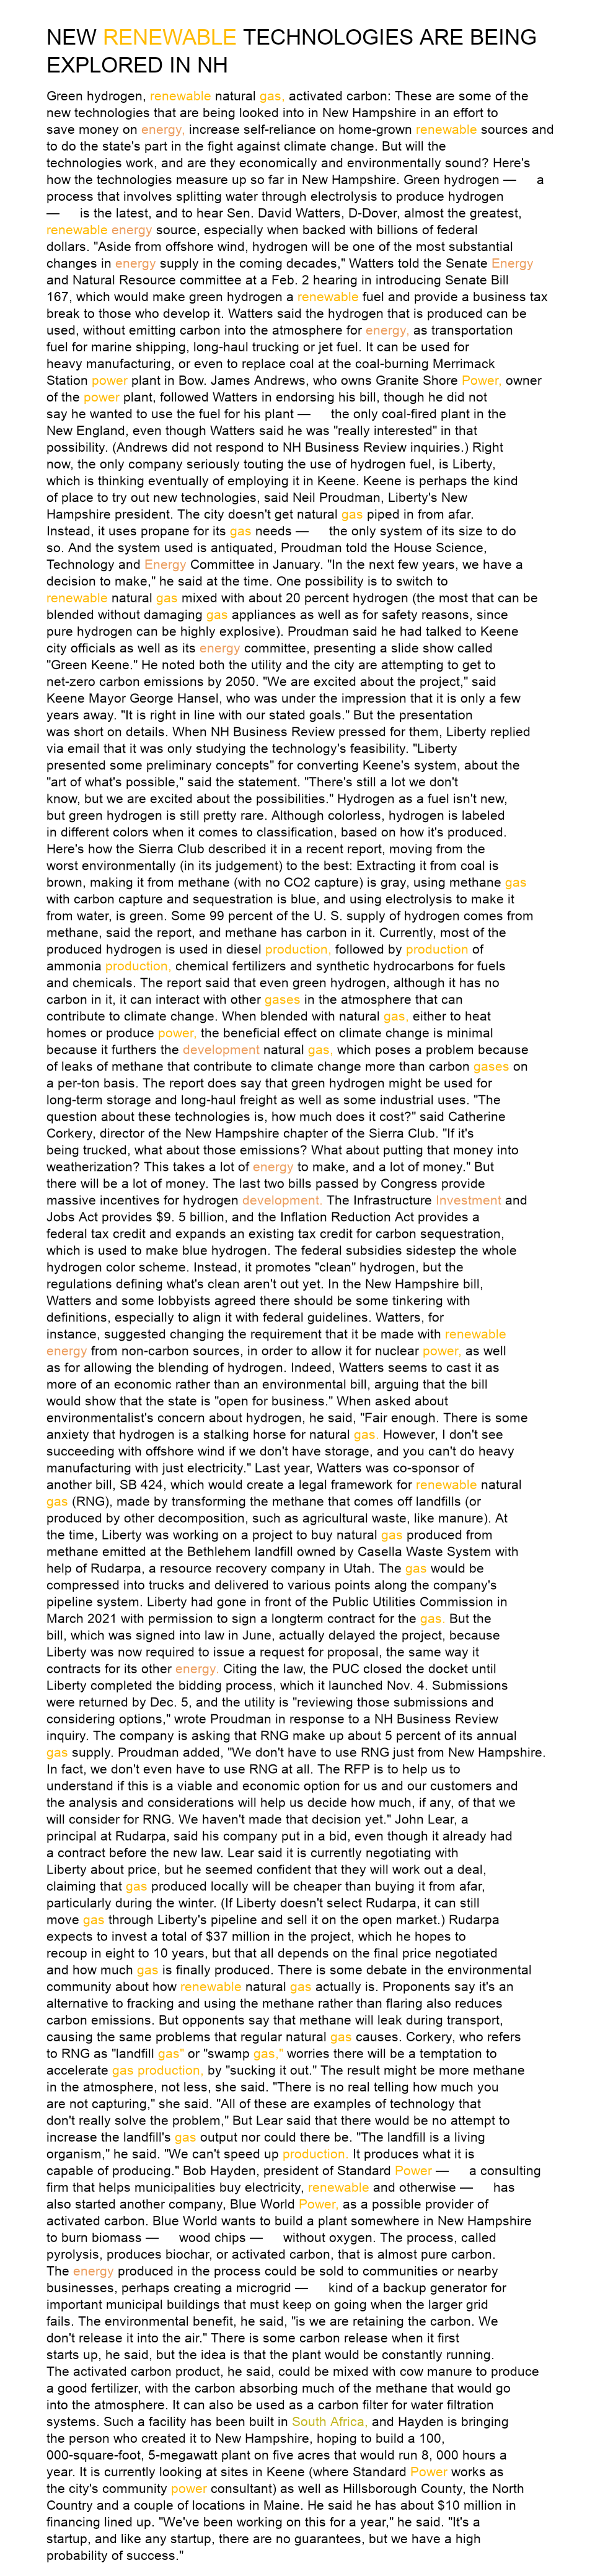 NEW RENEWABLE TECHNOLOGIES ARE BEING
EXPLORED IN NH
Green hydrogen, renewable natural gas, activated carbon: These are some of the
new technologies that are being looked into in New Hampshire in an effort to
save money on energy, increase self-reliance on home-grown renewable sources and
to do the state's part in the fight against climate change. But will the
technologies work, and are they economically and environmentally sound? Here's
how the technologies measure up so far in New Hampshire. Green hydrogen — a
process that involves splitting water through electrolysis to produce hydrogen
— is the latest, and to hear Sen. David Watters, D-Dover, almost the greatest,
renewable energy source, especially when backed with billions of federal
dollars. "Aside from offshore wind, hydrogen will be one of the most substantial
changes in energy supply in the coming decades," Watters told the Senate Energy
and Natural Resource committee at a Feb. 2 hearing in introducing Senate Bill
167, which would make green hydrogen a renewable fuel and provide a business tax
break to those who develop it. Watters said the hydrogen that is produced can be
used, without emitting carbon into the atmosphere for energy, as transportation
fuel for marine shipping, long-haul trucking or jet fuel. It can be used for
heavy manufacturing, or even to replace coal at the coal-burning Merrimack
Station power plant in Bow. James Andrews, who owns Granite Shore Power, owner
of the power plant, followed Watters in endorsing his bill, though he did not
say he wanted to use the fuel for his plant — the only coal-fired plant in the
New England, even though Watters said he was "really interested" in that
possibility. (Andrews did not respond to NH Business Review inquiries.) Right
now, the only company seriously touting the use of hydrogen fuel, is Liberty,
which is thinking eventually of employing it in Keene. Keene is perhaps the kind
of place to try out new technologies, said Neil Proudman, Liberty's New
Hampshire president. The city doesn't get natural gas piped in from afar.
Instead, it uses propane for its gas needs — the only system of its size to do
so. And the system used is antiquated, Proudman told the House Science,
Technology and Energy Committee in January. "In the next few years, we have a
decision to make," he said at the time. One possibility is to switch to
renewable natural gas mixed with about 20 percent hydrogen (the most that can be
blended without damaging gas appliances as well as for safety reasons, since
pure hydrogen can be highly explosive). Proudman said he had talked to Keene
city officials as well as its energy committee, presenting a slide show called
"Green Keene." He noted both the utility and the city are attempting to get to
net-zero carbon emissions by 2050. "We are excited about the project," said
Keene Mayor George Hansel, who was under the impression that it is only a few
years away. "It is right in line with our stated goals." But the presentation
was short on details. When NH Business Review pressed for them, Liberty replied
via email that it was only studying the technology's feasibility. "Liberty
presented some preliminary concepts" for converting Keene's system, about the
"art of what's possible," said the statement. "There's still a lot we don't
know, but we are excited about the possibilities." Hydrogen as a fuel isn't new,
but green hydrogen is still pretty rare. Although colorless, hydrogen is labeled
in different colors when it comes to classification, based on how it's produced.
Here's how the Sierra Club described it in a recent report, moving from the
worst environmentally (in its judgement) to the best: Extracting it from coal is
brown, making it from methane (with no CO2 capture) is gray, using methane gas
with carbon capture and sequestration is blue, and using electrolysis to make it
from water, is green. Some 99 percent of the U. S. supply of hydrogen comes from
methane, said the report, and methane has carbon in it. Currently, most of the
produced hydrogen is used in diesel production, followed by production of
ammonia production, chemical fertilizers and synthetic hydrocarbons for fuels
and chemicals. The report said that even green hydrogen, although it has no
carbon in it, it can interact with other gases in the atmosphere that can
contribute to climate change. When blended with natural gas, either to heat
homes or produce power, the beneficial effect on climate change is minimal
because it furthers the development natural gas, which poses a problem because
of leaks of methane that contribute to climate change more than carbon gases on
a per-ton basis. The report does say that green hydrogen might be used for
long-term storage and long-haul freight as well as some industrial uses. "The
question about these technologies is, how much does it cost?" said Catherine
Corkery, director of the New Hampshire chapter of the Sierra Club. "If it's
being trucked, what about those emissions? What about putting that money into
weatherization? This takes a lot of energy to make, and a lot of money." But
there will be a lot of money. The last two bills passed by Congress provide
massive incentives for hydrogen development. The Infrastructure Investment and
Jobs Act provides $9. 5 billion, and the Inflation Reduction Act provides a
federal tax credit and expands an existing tax credit for carbon sequestration,
which is used to make blue hydrogen. The federal subsidies sidestep the whole
hydrogen color scheme. Instead, it promotes "clean" hydrogen, but the
regulations defining what's clean aren't out yet. In the New Hampshire bill,
Watters and some lobbyists agreed there should be some tinkering with
definitions, especially to align it with federal guidelines. Watters, for
instance, suggested changing the requirement that it be made with renewable
energy from non-carbon sources, in order to allow it for nuclear power, as well
as for allowing the blending of hydrogen. Indeed, Watters seems to cast it as
more of an economic rather than an environmental bill, arguing that the bill
would show that the state is "open for business." When asked about
environmentalist's concern about hydrogen, he said, "Fair enough. There is some
anxiety that hydrogen is a stalking horse for natural gas. However, I don't see
succeeding with offshore wind if we don't have storage, and you can't do heavy
manufacturing with just electricity." Last year, Watters was co-sponsor of
another bill, SB 424, which would create a legal framework for renewable natural
gas (RNG), made by transforming the methane that comes off landfills (or
produced by other decomposition, such as agricultural waste, like manure). At
the time, Liberty was working on a project to buy natural gas produced from
methane emitted at the Bethlehem landfill owned by Casella Waste System with
help of Rudarpa, a resource recovery company in Utah. The gas would be
compressed into trucks and delivered to various points along the company's
pipeline system. Liberty had gone in front of the Public Utilities Commission in
March 2021 with permission to sign a longterm contract for the gas. But the
bill, which was signed into law in June, actually delayed the project, because
Liberty was now required to issue a request for proposal, the same way it
contracts for its other energy. Citing the law, the PUC closed the docket until
Liberty completed the bidding process, which it launched Nov. 4. Submissions
were returned by Dec. 5, and the utility is "reviewing those submissions and
considering options," wrote Proudman in response to a NH Business Review
inquiry. The company is asking that RNG make up about 5 percent of its annual
gas supply. Proudman added, "We don't have to use RNG just from New Hampshire.
In fact, we don't even have to use RNG at all. The RFP is to help us to
understand if this is a viable and economic option for us and our customers and
the analysis and considerations will help us decide how much, if any, of that we
will consider for RNG. We haven't made that decision yet." John Lear, a
principal at Rudarpa, said his company put in a bid, even though it already had
a contract before the new law. Lear said it is currently negotiating with
Liberty about price, but he seemed confident that they will work out a deal,
claiming that gas produced locally will be cheaper than buying it from afar,
particularly during the winter. (If Liberty doesn't select Rudarpa, it can still
move gas through Liberty's pipeline and sell it on the open market.) Rudarpa
expects to invest a total of $37 million in the project, which he hopes to
recoup in eight to 10 years, but that all depends on the final price negotiated
and how much gas is finally produced. There is some debate in the environmental
community about how renewable natural gas actually is. Proponents say it's an
alternative to fracking and using the methane rather than flaring also reduces
carbon emissions. But opponents say that methane will leak during transport,
causing the same problems that regular natural gas causes. Corkery, who refers
to RNG as "landfill gas" or "swamp gas," worries there will be a temptation to
accelerate gas production, by "sucking it out." The result might be more methane
in the atmosphere, not less, she said. "There is no real telling how much you
are not capturing," she said. "All of these are examples of technology that
don't really solve the problem," But Lear said that there would be no attempt to
increase the landfill's gas output nor could there be. "The landfill is a living
organism," he said. "We can't speed up production. It produces what it is
capable of producing." Bob Hayden, president of Standard Power — a consulting
firm that helps municipalities buy electricity, renewable and otherwise — has
also started another company, Blue World Power, as a possible provider of
activated carbon. Blue World wants to build a plant somewhere in New Hampshire
to burn biomass — wood chips — without oxygen. The process, called
pyrolysis, produces biochar, or activated carbon, that is almost pure carbon.
The energy produced in the process could be sold to communities or nearby
businesses, perhaps creating a microgrid — kind of a backup generator for
important municipal buildings that must keep on going when the larger grid
fails. The environmental benefit, he said, "is we are retaining the carbon. We
don't release it into the air." There is some carbon release when it first
starts up, he said, but the idea is that the plant would be constantly running.
The activated carbon product, he said, could be mixed with cow manure to produce
a good fertilizer, with the carbon absorbing much of the methane that would go
into the atmosphere. It can also be used as a carbon filter for water filtration
systems. Such a facility has been built in South Africa, and Hayden is bringing
the person who created it to New Hampshire, hoping to build a 100,
000-square-foot, 5-megawatt plant on five acres that would run 8, 000 hours a
year. It is currently looking at sites in Keene (where Standard Power works as
the city's community power consultant) as well as Hillsborough County, the North
Country and a couple of locations in Maine. He said he has about $10 million in
financing lined up. "We've been working on this for a year," he said. "It's a
startup, and like any startup, there are no guarantees, but we have a high
probability of success."